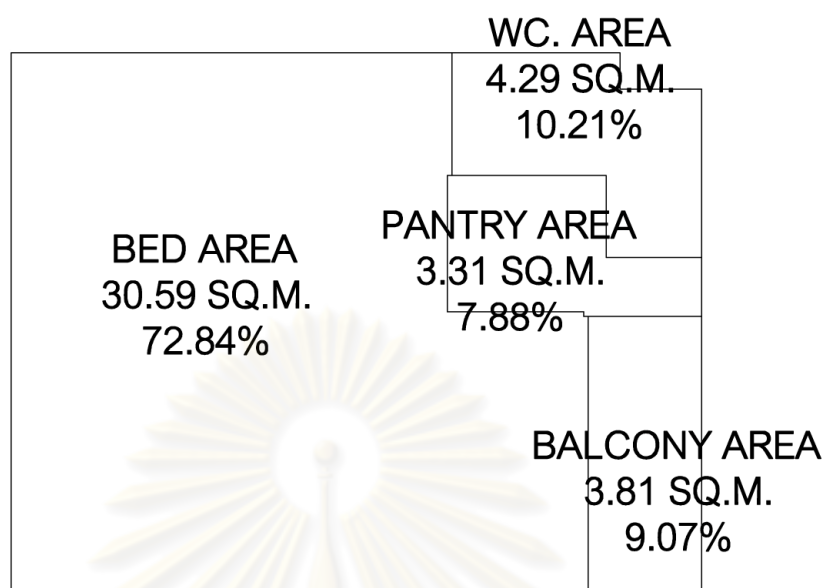 WC. AREA
4.29 SQ.M.
10.21%
PANTRY AREA
3.31 SQ.M.
7.88%
BED AREA
30.59 SQ.M.
72.84%
BALCONY AREA
3.81 SQ.M.
9.07%